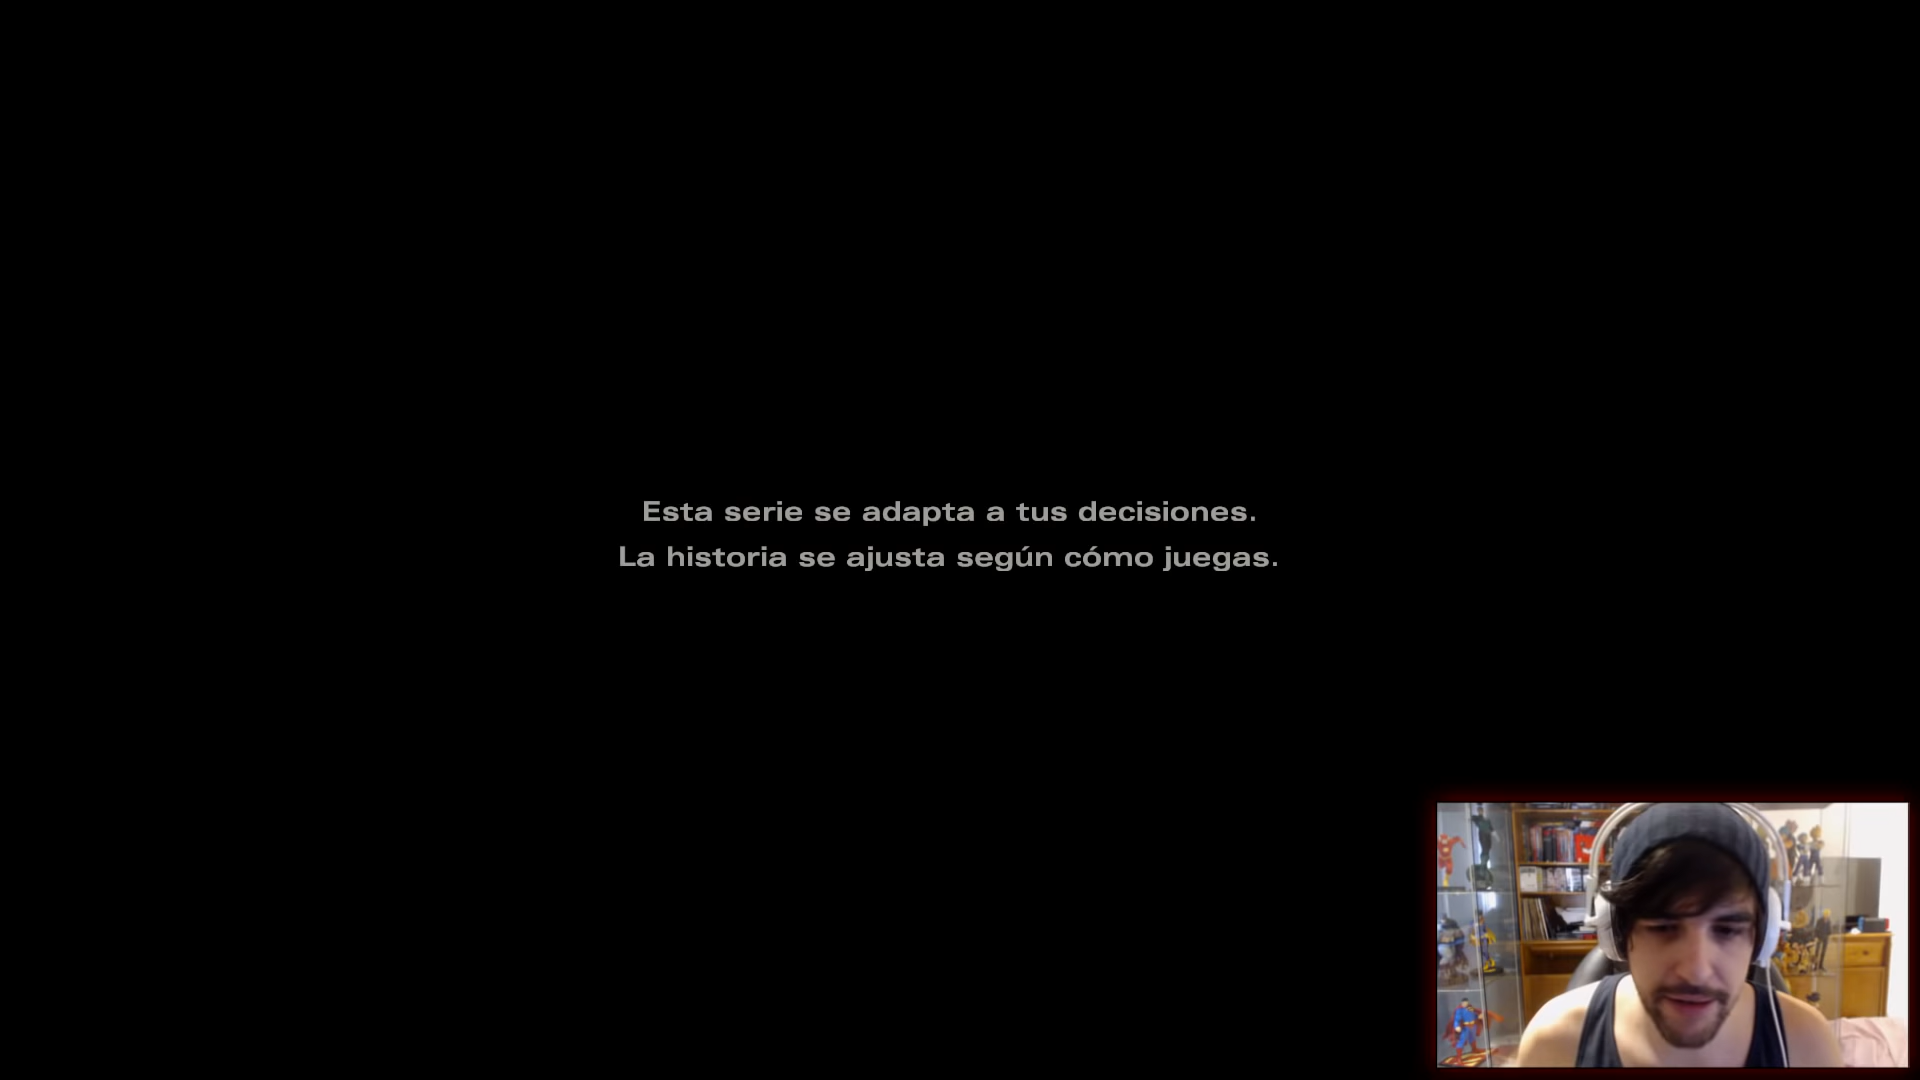 Esta serie se adapta a tus decisiones.
La historia se ajusta según cómo juegas.